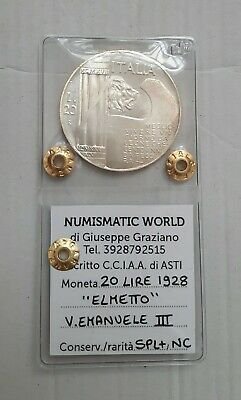 ITALIA
NUMISMATIC WORLD
di Giuseppe Graziano
Tel. 3928792515
critto C.C.I.A.A. di ASTI
Moneta 20 LIRE 1928
"ELMETTO"
V. EMANUELE III
Conserv./rarità SPL+, NC